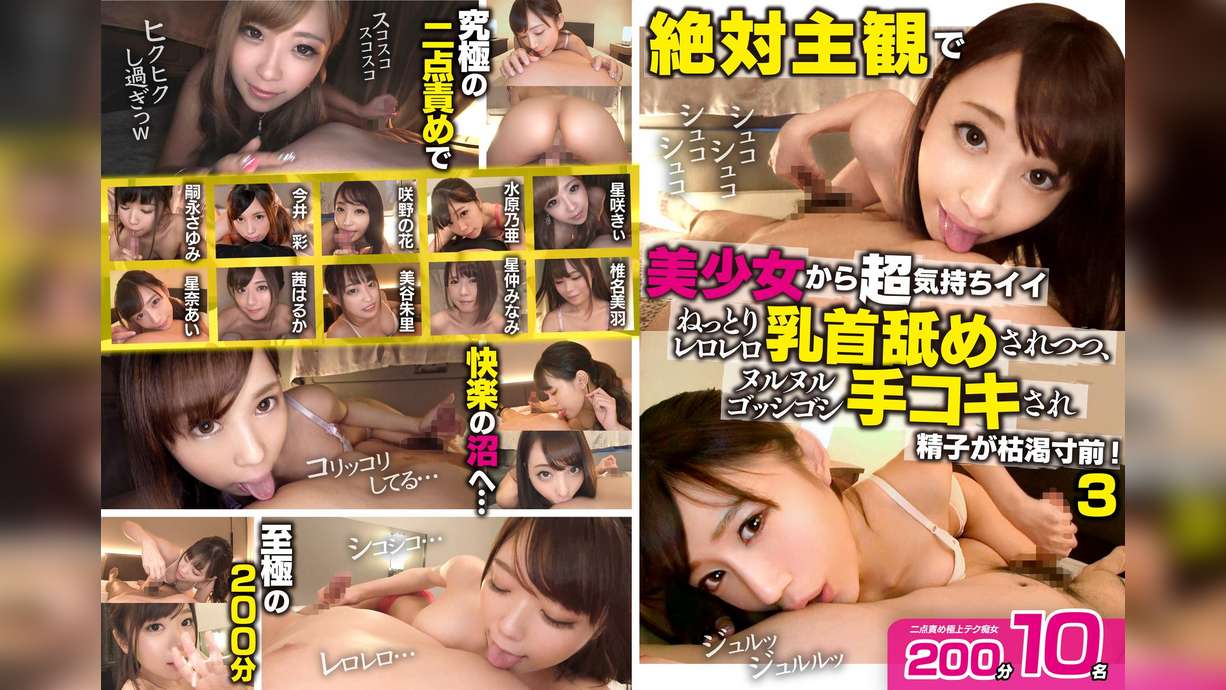 絶対主観で
シュコ
シュコ
シュコ
シュコ
美少女から超気持ちイイ
ねっとり
レロレロ
乳首舐めされつつ、
ヌルヌル
ゴッシゴシ
手コキされ
精子が枯渇寸前！
3
ジュルッ
ジュルルッ
二点責め極上テク痴女
200分10名
究極の
二点責めで
スコスコ
スコスコ
ヒクヒク
し過ぎっw
星咲きぃ
水原乃亜
咲野の花
今井 彩
嗣永さゆみ
椎名美羽
星仲みなみ
美谷朱里
茜はるか
星奈あい
快楽の沼へ…
コリッコリ
してる…
至極の
200分
シコシコ…
レロレロ…